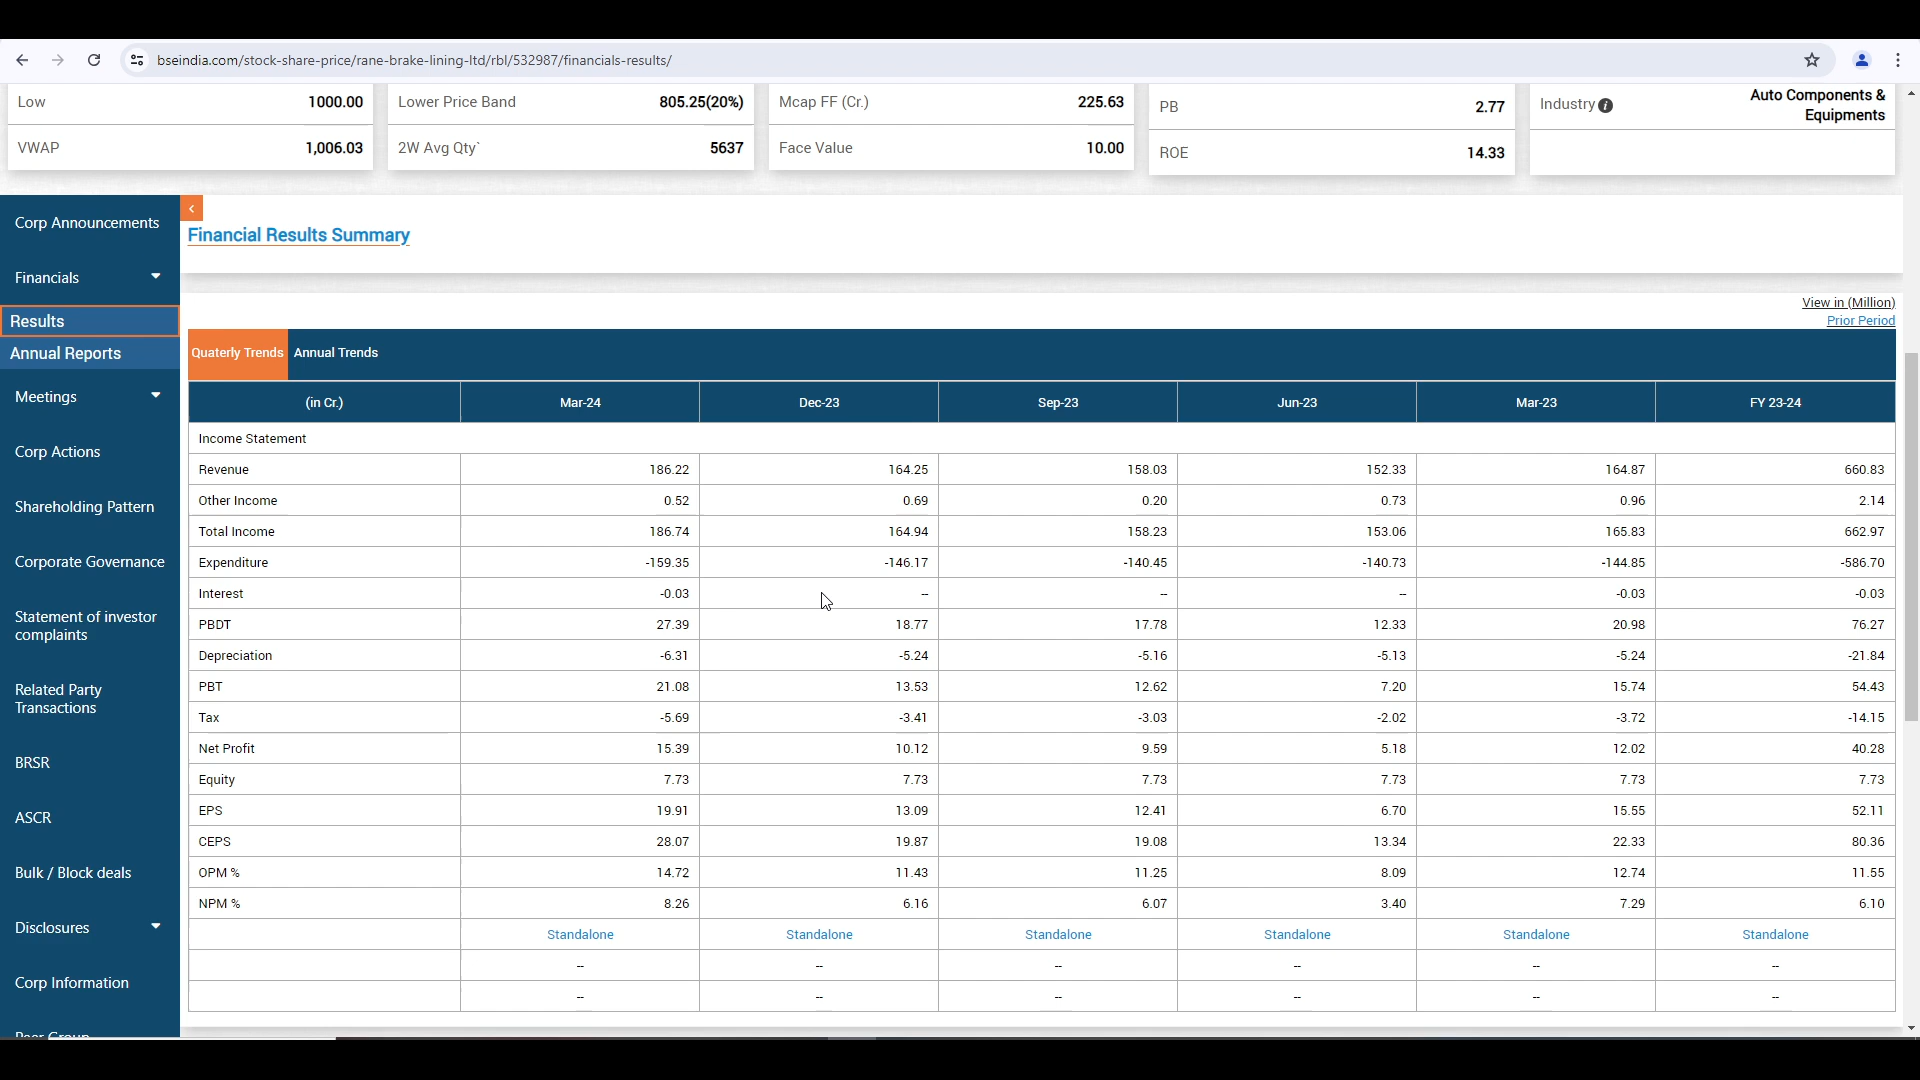 bseindia.com/stock-share-price/rane-brake-lining-ltd/rbl/532987/financials-results/
Low 1000.00 Lower Price Band 805.25(20%) Mcap FF (Cr.) 225.63 PB 2.77 Industry Auto Components & Equipments
VWAP 1,006.03 2W Avg Qty` 5637 Face Value 10.00 ROE 14.33
Corp Announcements
Financials
Results
Annual Reports
Meetings
Corp Actions
Shareholding Pattern
Corporate Governance
Statement of investor
complaints
Related Party
Transactions
BRSR
ASCR
Bulk / Block deals
Disclosures
Corp Information
Financial Results Summary
View in (Million)
Prior Period
Quaterly Trends Annual Trends
(in Cr.) Mar-24 Dec-23 Sep-23 Jun-23 Mar-23 FY 23-24
Income Statement
Revenue 186.22 164.25 158.03 152.33 164.87 660.83
Other Income 0.52 0.69 0.20 0.73 0.96 2.14
Total Income 186.74 164.94 158.23 153.06 165.83 662.97
Expenditure -159.35 -146.17 -140.45 -140.73 -144.85 -586.70
Interest -0.03 -- -- -- -0.03 -0.03
PBDT 27.39 18.77 17.78 12.33 20.98 76.27
Depreciation -6.31 -5.24 -5.16 -5.13 -5.24 -21.84
PBT 21.08 13.53 12.62 7.20 15.74 54.43
Tax -5.69 -3.41 -3.03 -2.02 -3.72 -14.15
Net Profit 15.39 10.12 9.59 5.18 12.02 40.28
Equity 7.73 7.73 7.73 7.73 7.73 7.73
EPS 19.91 13.09 12.41 6.70 15.55 52.11
CEPS 28.07 19.87 19.08 13.34 22.33 80.36
OPM % 14.72 11.43 11.25 8.09 12.74 11.55
NPM % 8.26 6.16 6.07 3.40 7.29 6.10
Standalone Standalone Standalone Standalone Standalone Standalone
-- -- -- -- -- --
-- -- -- -- -- --